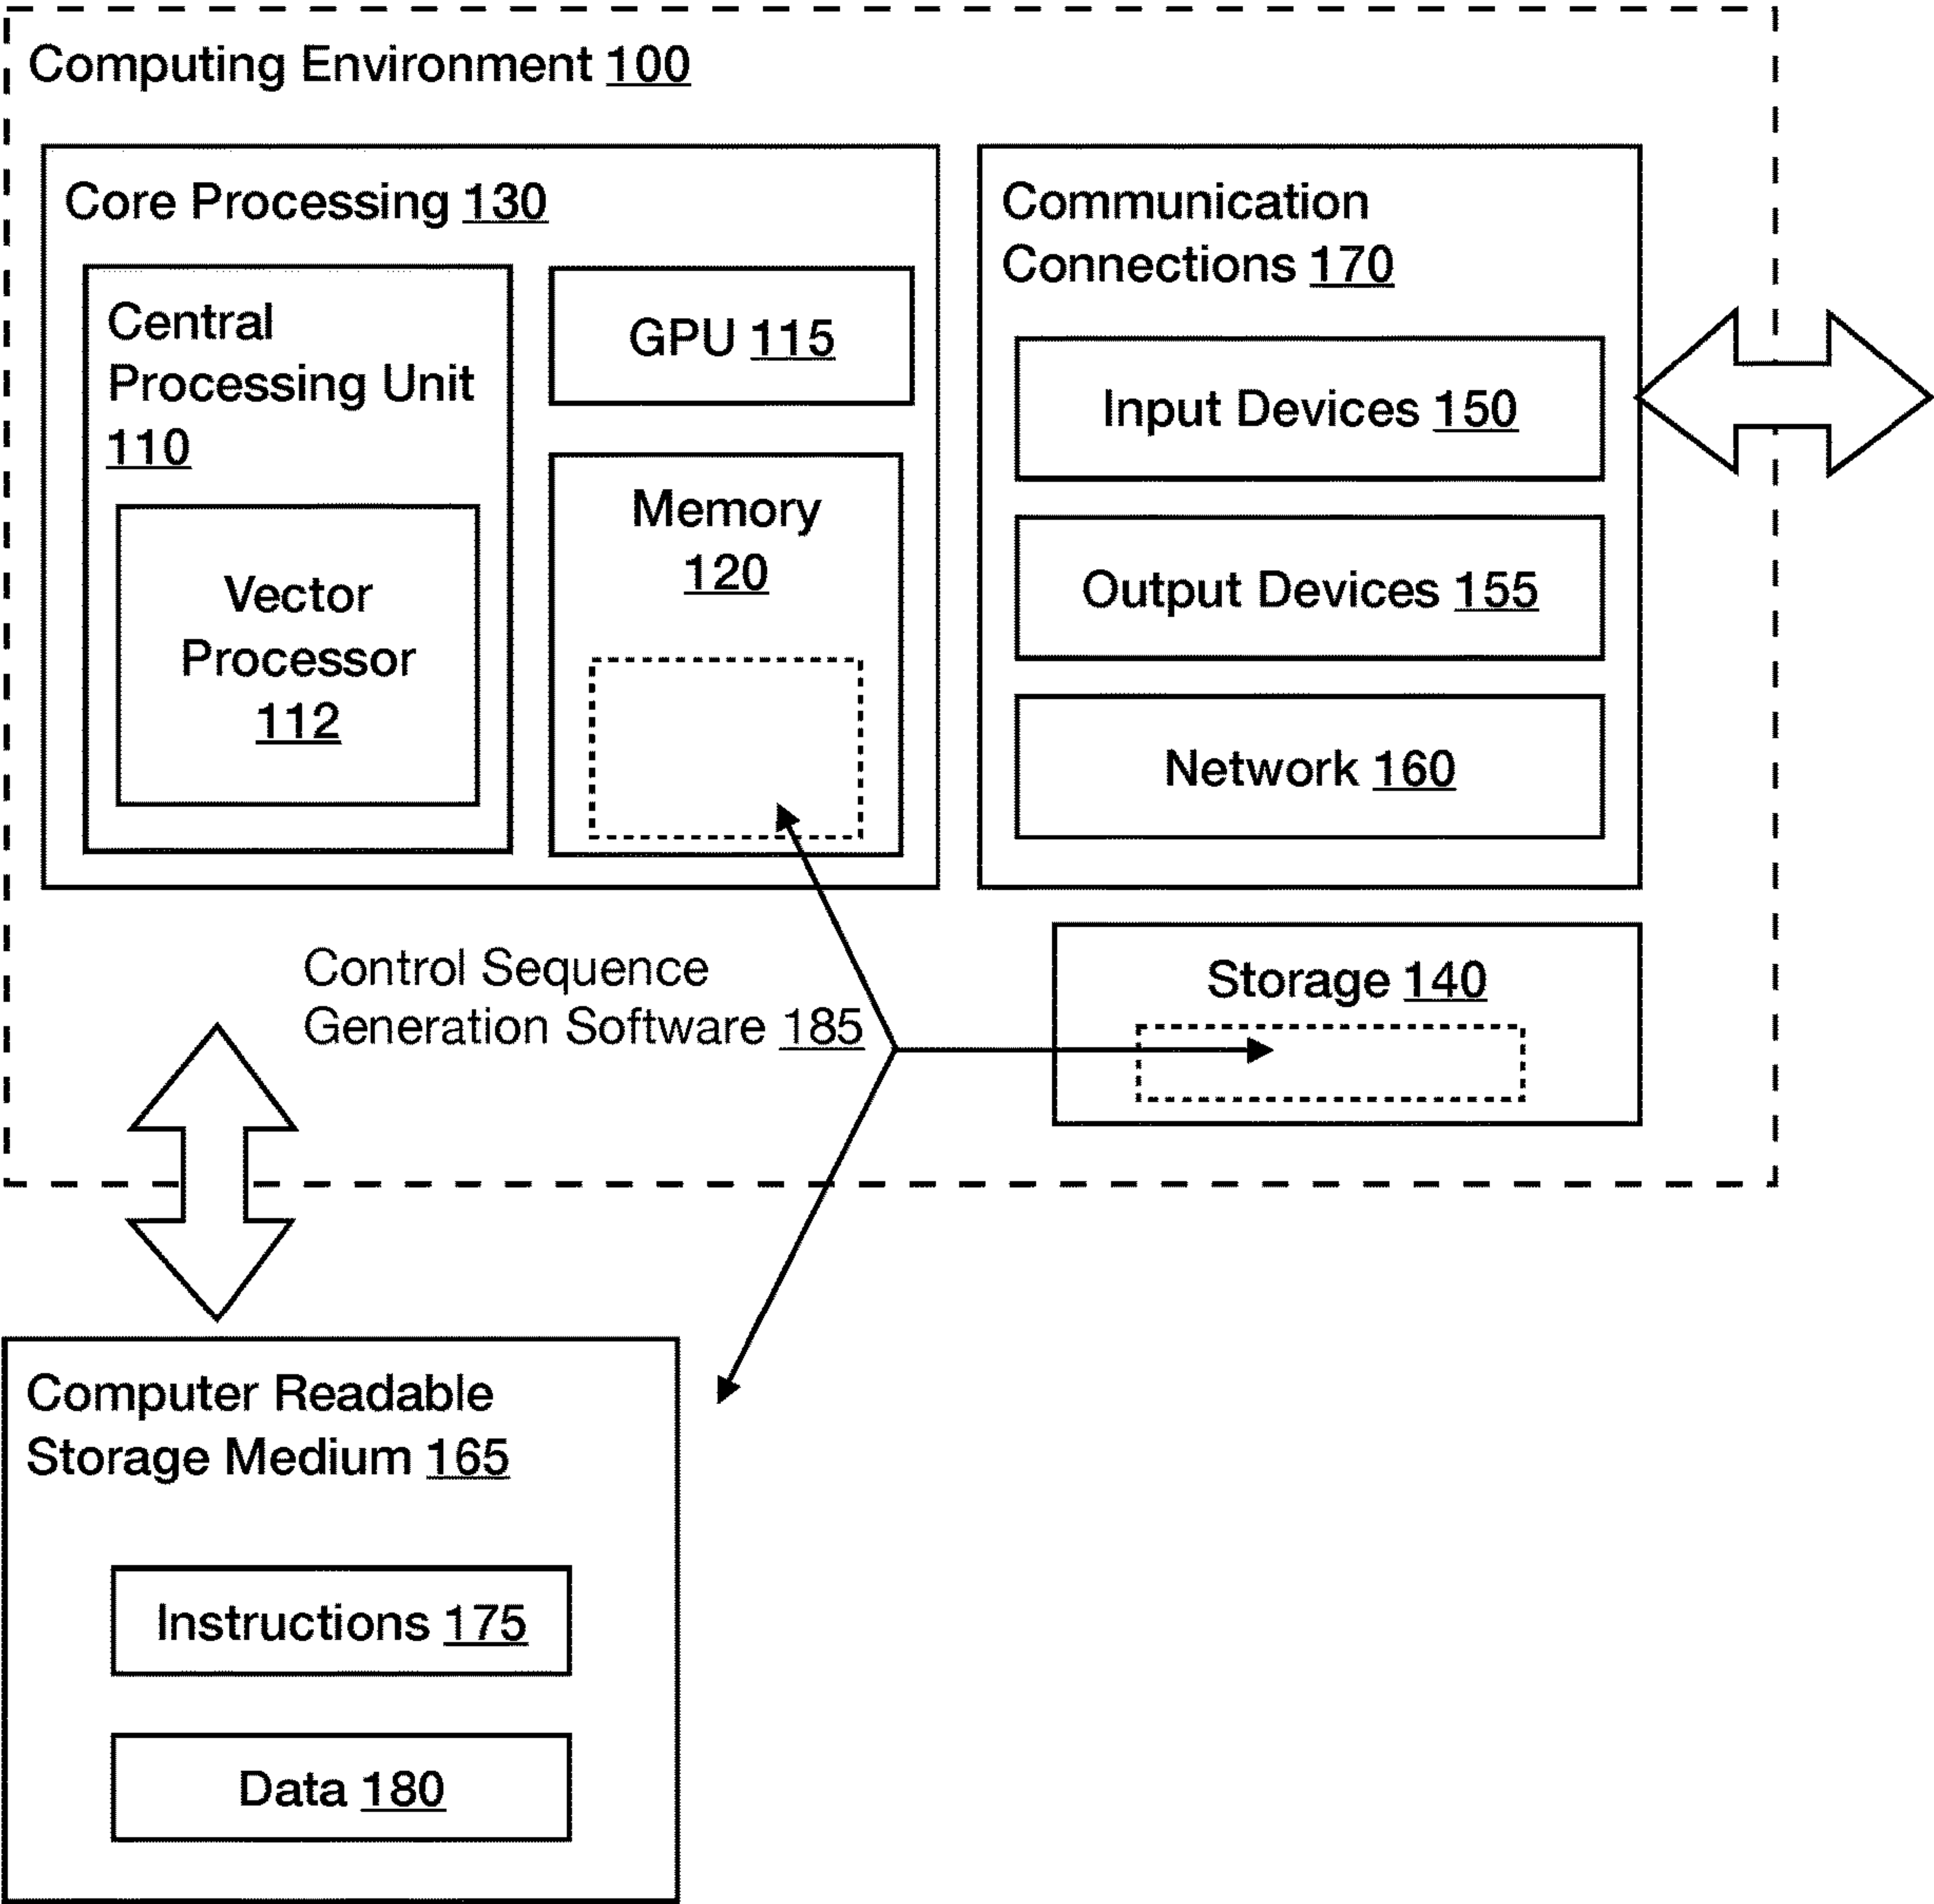 Computing Environment 100
Core Processing 130
Central
Processing Unit
110
Vector
Processor
112
GPU 115
Memory
120
Communication
Connections 170
Input Devices 150
Output Devices 155
Network 160
Control Sequence
Generation Software 185
Storage 140
Computer Readable
Storage Medium 165
Instructions 175
Data 180